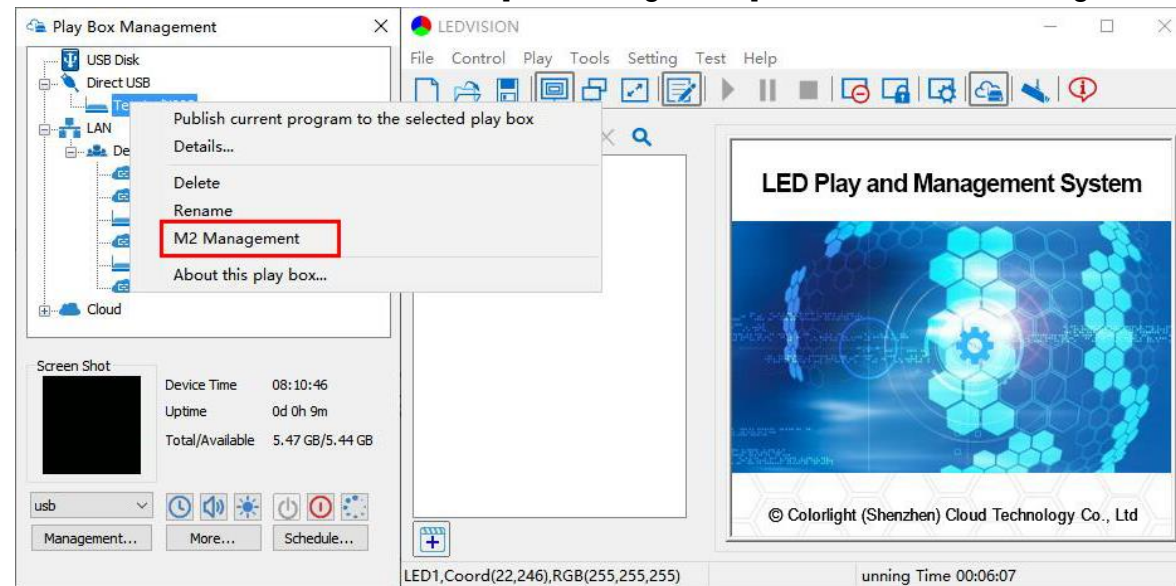 Play Box Management
USB Disk
Direct USB
LAN
De
Cloud
Publish current program to the selected play box
Details...
Delete
Rename
M2 Management
About this play box...
Screen Shot
Device Time 08:10:46
Uptime 0d 0h 9m
Total/Available 5.47 GB/5.44 GB
usb
Management... More... Schedule...
LEDVISION
File Control Play Tools Setting Test Help
LED Play and Management System
© Colorlight (Shenzhen) Cloud Technology Co., Ltd
LED1,Coord(22,246),RGB(255,255,255) unning Time 00:06:07